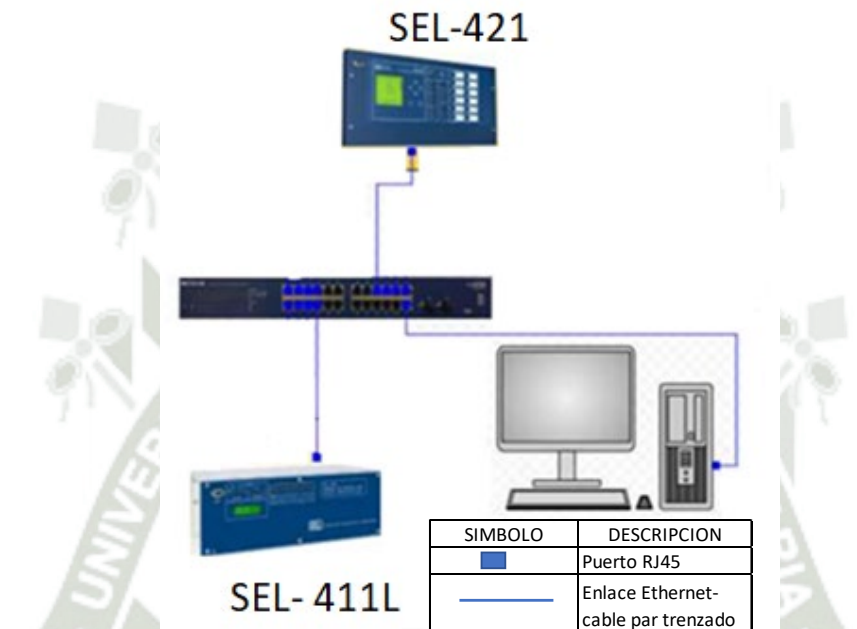 SEL-421
SEL- 411L
SIMBOLO DESCRIPCION
Puerto RJ45
Enlace Ethernet-
cable par trenzado